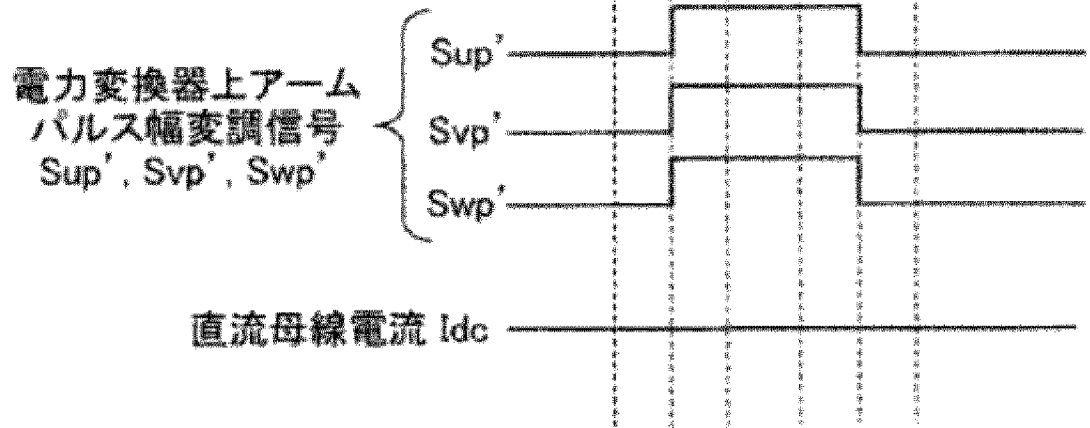 電力変換器上アーム
パルス幅変調信号
Sup’, Svp’, Swp’
Sup’
Svp’
Swp’
直流母線電流 Idc